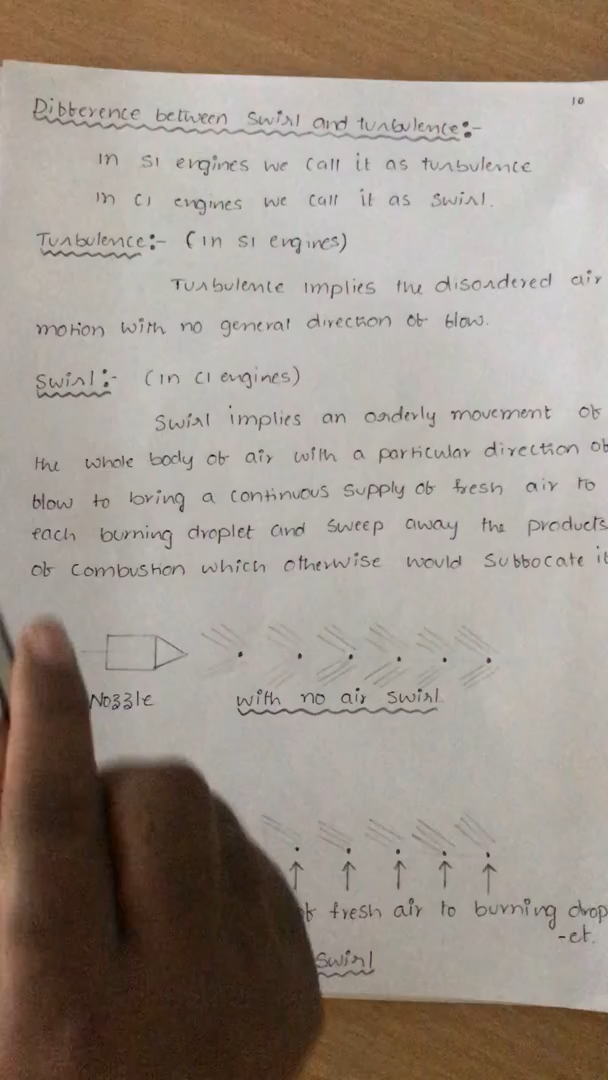 10
Difference between swirl and turbulence:-
In SI engines we call it as turbulence
In CI engines we call it as swirl.
Turbulence:- (In SI engines)
Turbulence implies the disordered air
motion with no general direction of flow.
Swirl:- (In CI engines)
Swirl implies an orderly movement of
the whole body of air with a particular direction of
flow to bring a continuous supply of fresh air to
each burning droplet and sweep away the products
of combustion which otherwise would suffocate it
Nozzle
with no air swirl
of fresh air to burning drop
-et.
swirl